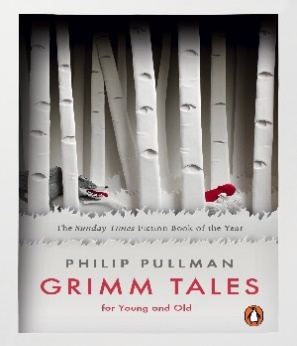 The Sunday Times Fiction Book of the Year
PHILIP PULLMAN
GRIMM TALES
for Young and Old